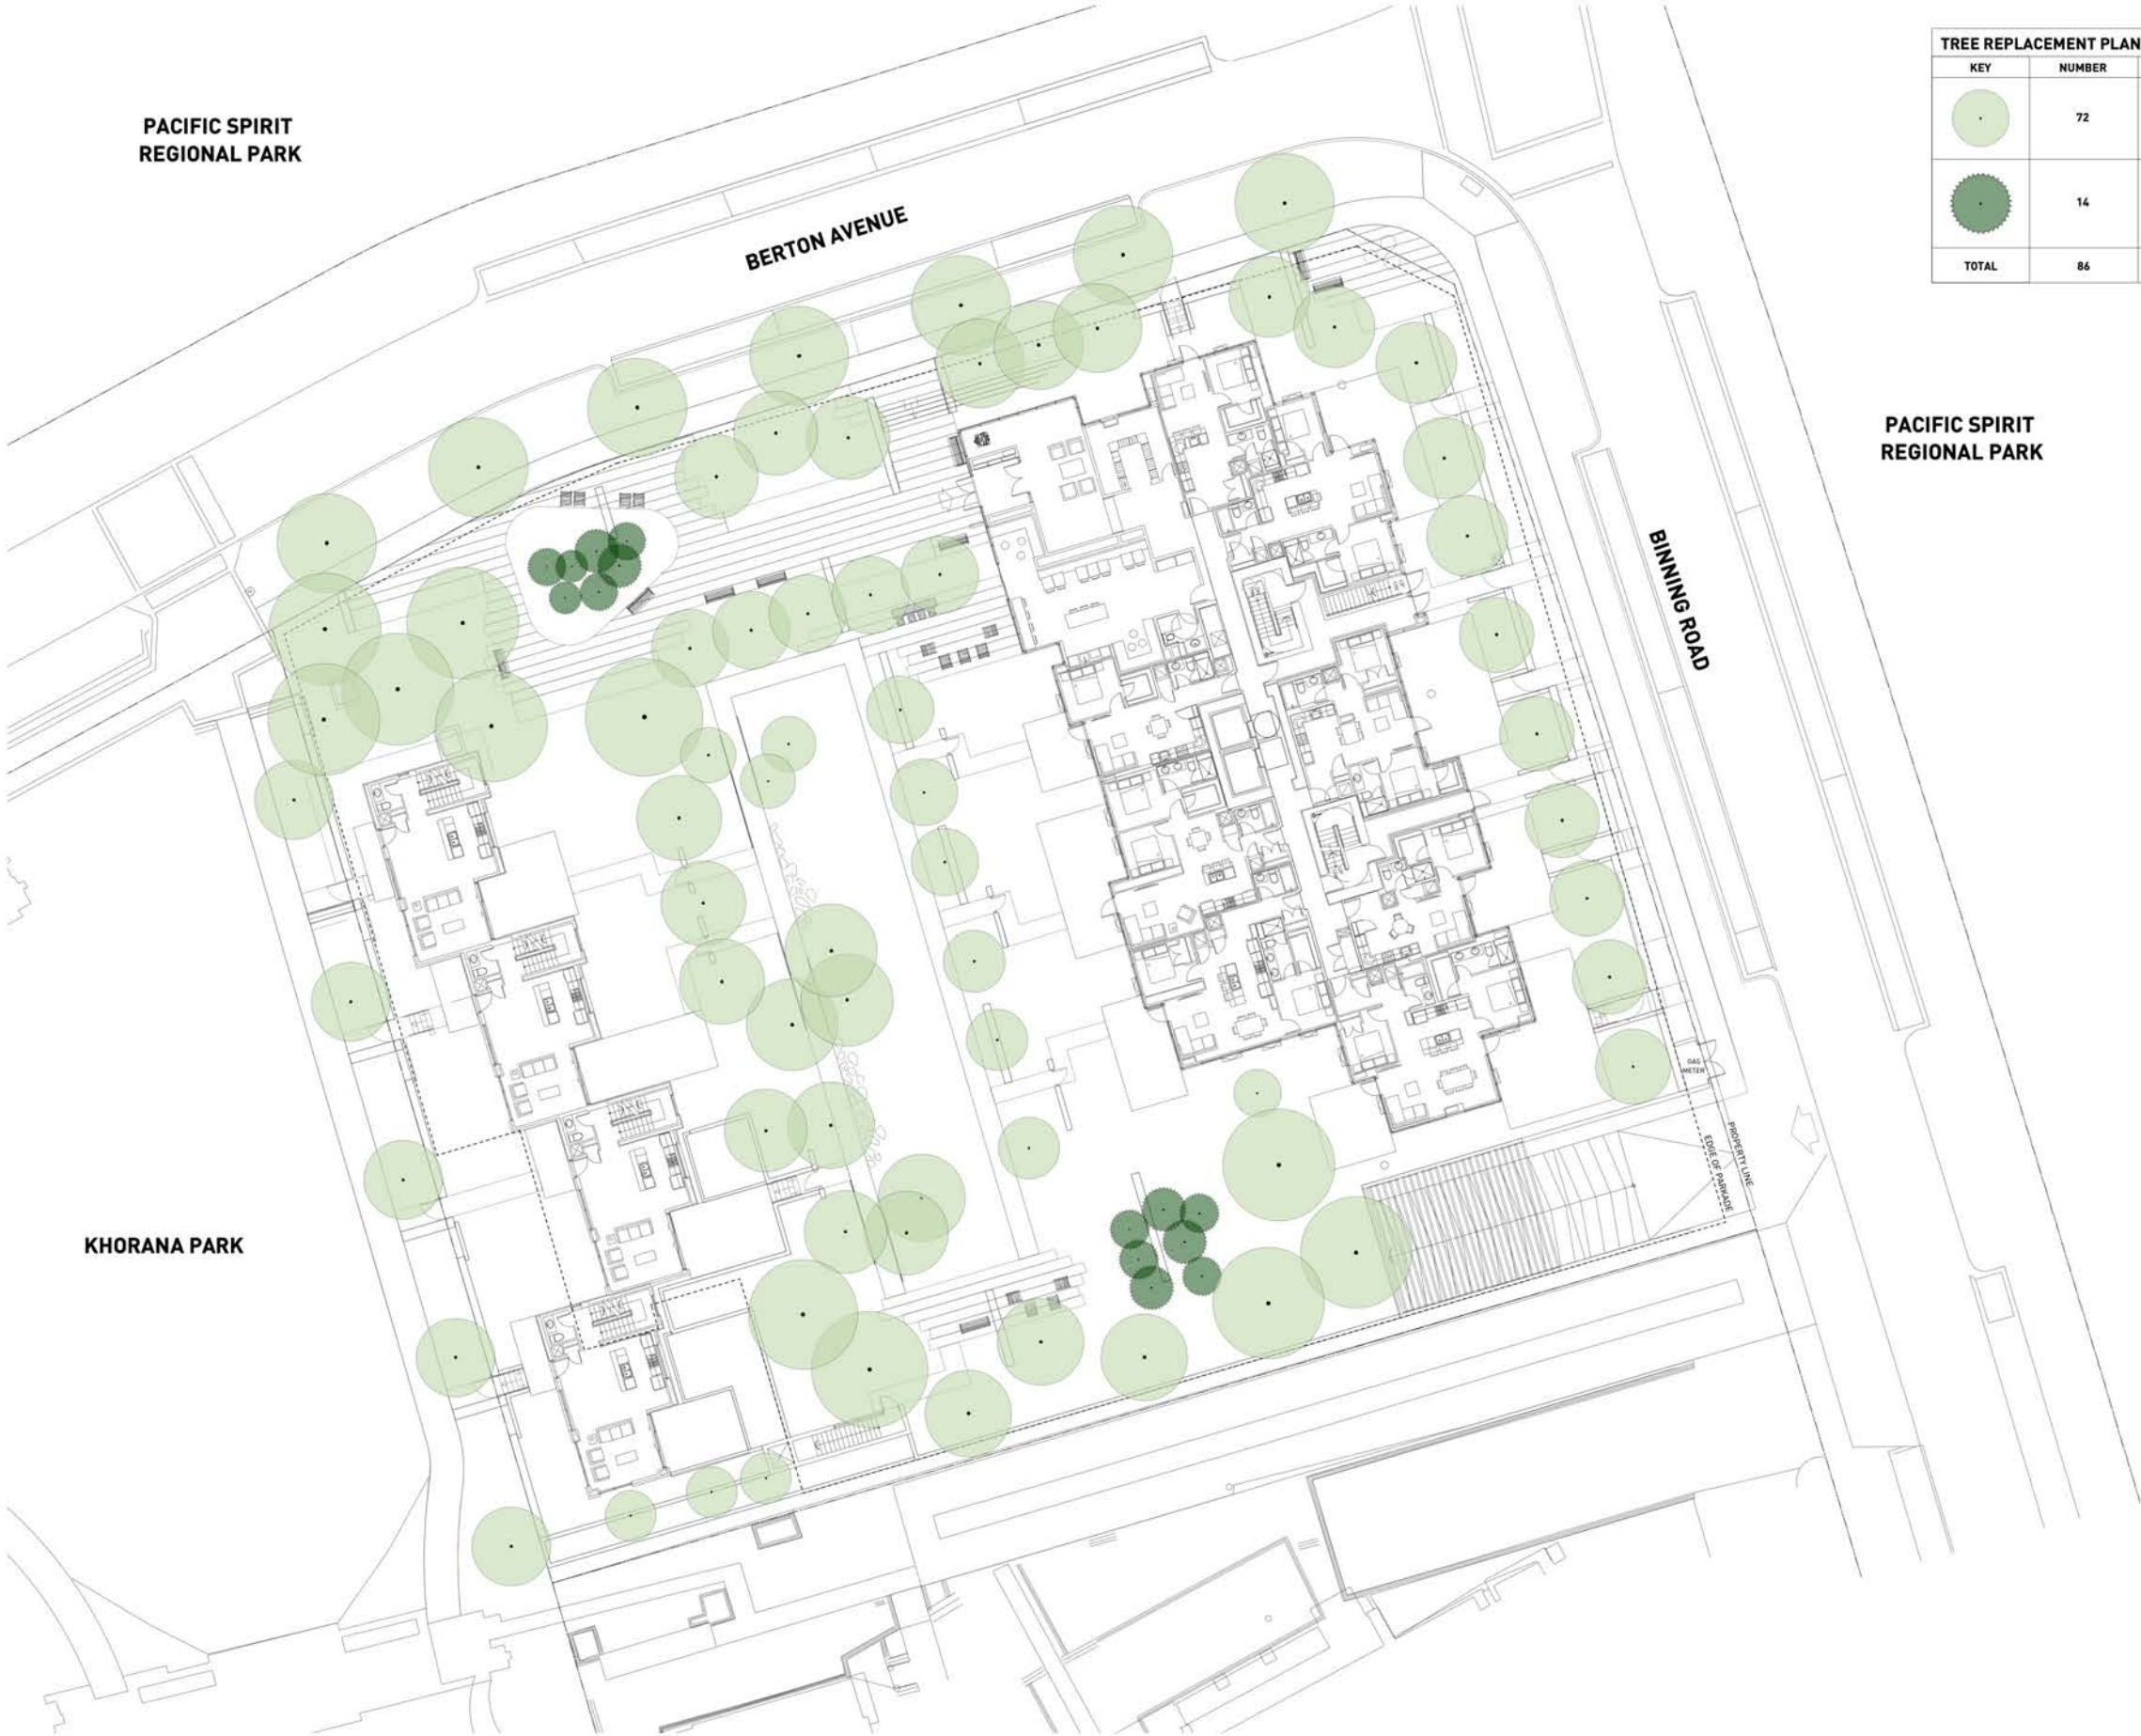 TREE REPLACEMENT PLAN
KEY NUMBER
72
14
TOTAL 86
PACIFIC SPIRIT
REGIONAL PARK
BERTON AVENUE
PACIFIC SPIRIT
REGIONAL PARK
BINNING ROAD
GAS
METER
PROPERTY LINE
EDGE OF PARKADE
KHORANA PARK